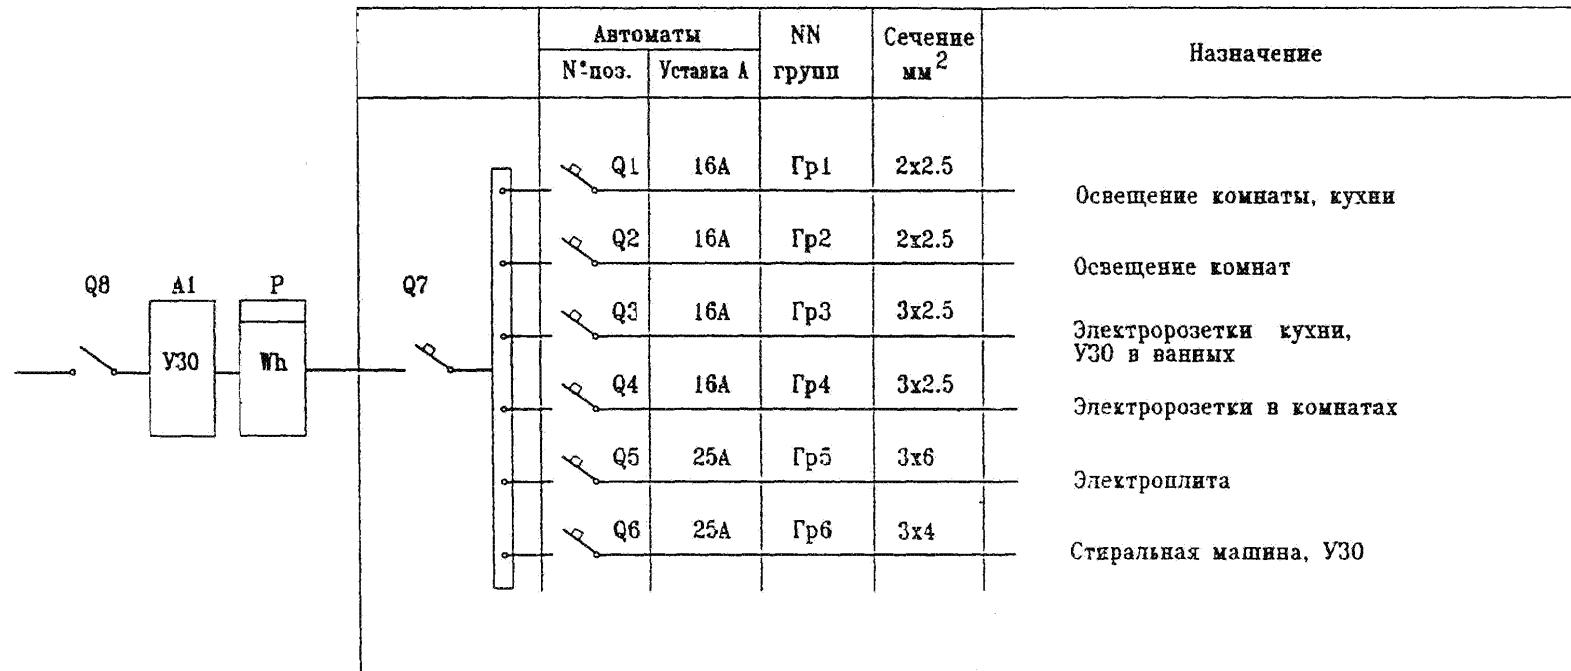 Автоматы
NN групп
Сечение мм²
Назначение
N°-поз.
Уставка А
Q1 16А Гр1 2х2.5
Освещение комнаты, кухни
Q2 16А Гр2 2х2.5
Освещение комнат
Q8 А1 Р Q7
УЗО Wh
Q3 16А Гр3 3х2.5
Электророзетки кухни,
УЗО в ванных
Q4 16А Гр4 3х2.5
Электророзетки в комнатах
Q5 25А Гр5 3х6
Электроплита
Q6 25А Гр6 3х4
Стиральная машина, УЗО